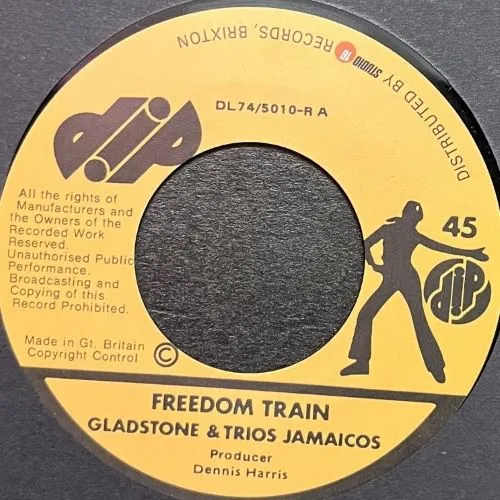 DISTRIBUTED BY STUDIO 16 RECORDS, BRIXTON
dip
DL74/5010-R A
All the rights of
Manufacturers and
the Owners of the
Recorded Work
Reserved.
Unauthorised Public
Performance.
Broadcasting and
Copying of this
Record Prohibited.
45
dip
Made in Gt. Britain
Copyright Control
©
FREEDOM TRAIN
GLADSTONE & TRIOS JAMAICOS
Producer
Dennis Harris